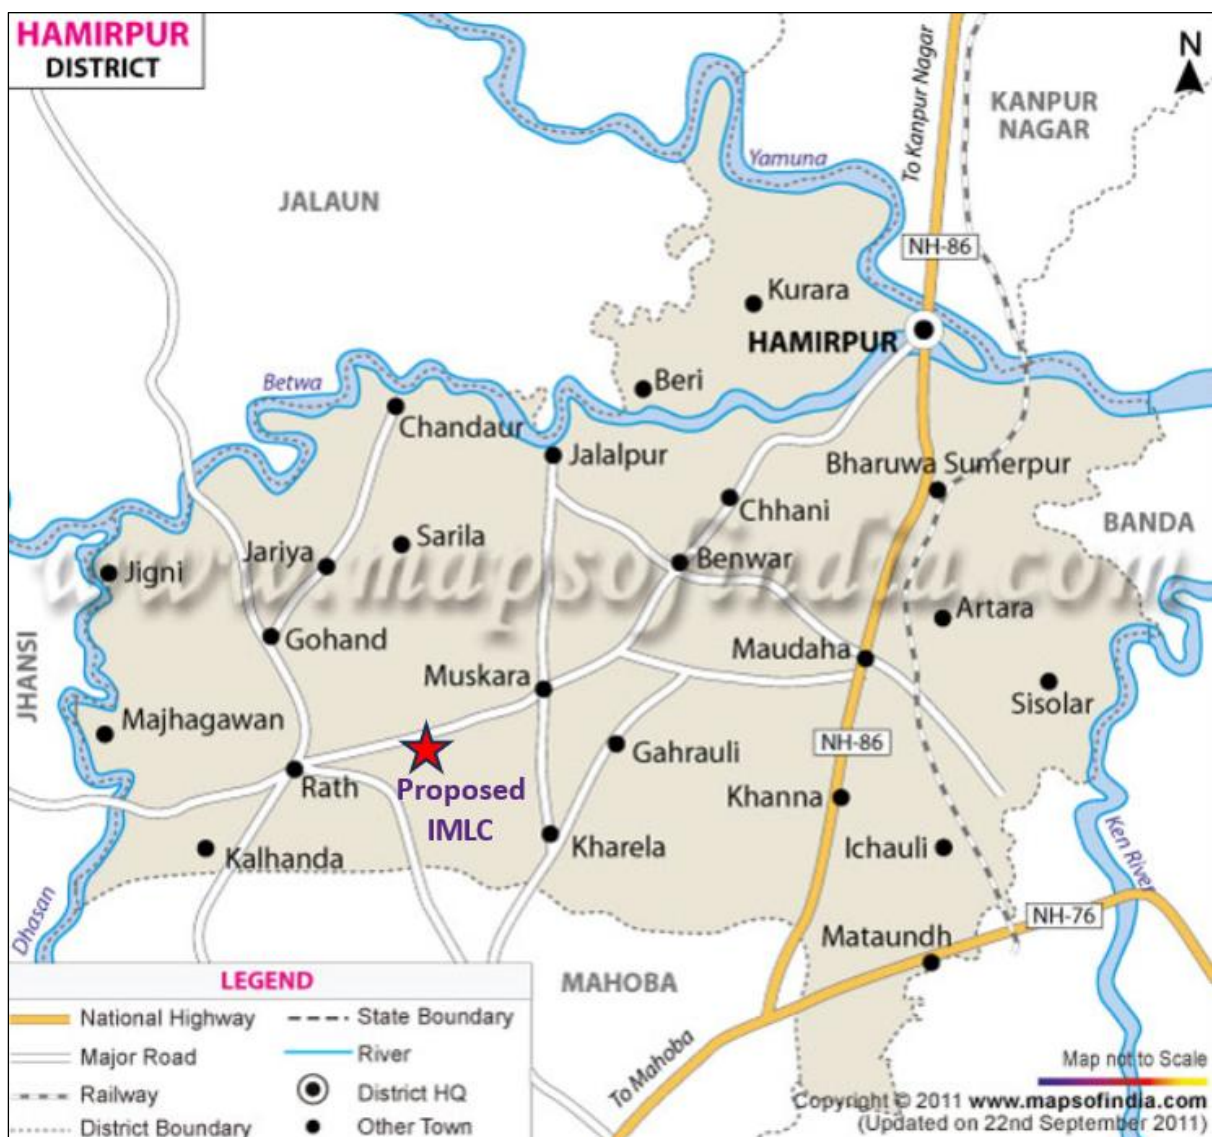 HAMIRPUR
DISTRICT
N
To Kanpur Nagar
KANPUR
NAGAR
Yamuna
JALAUN
NH-86
Kurara
HAMIRPUR
Betwa
Beri
Chandaur
Jalalpur
Bharuwa Sumerpur
Chhani
BANDA
Sarila
Jariya
Benwar
www.mapsofindia.com
Jigni
Artara
Gohand
Maudaha
JHANSI
Muskara
Sisolar
Majhagawan
Gahrauli
NH-86
Rath
Proposed
IMLC
Khanna
Kharela
Ichauli
Kalhanda
Ken River
Dhasan
NH-76
Mataundh
MAHOBA
To Mahoba
LEGEND
National Highway
State Boundary
Major Road
River
Railway
District HQ
District Boundary
Other Town
Map not to Scale
Copyright © 2011 www.mapsofindia.com
(Updated on 22nd September 2011)